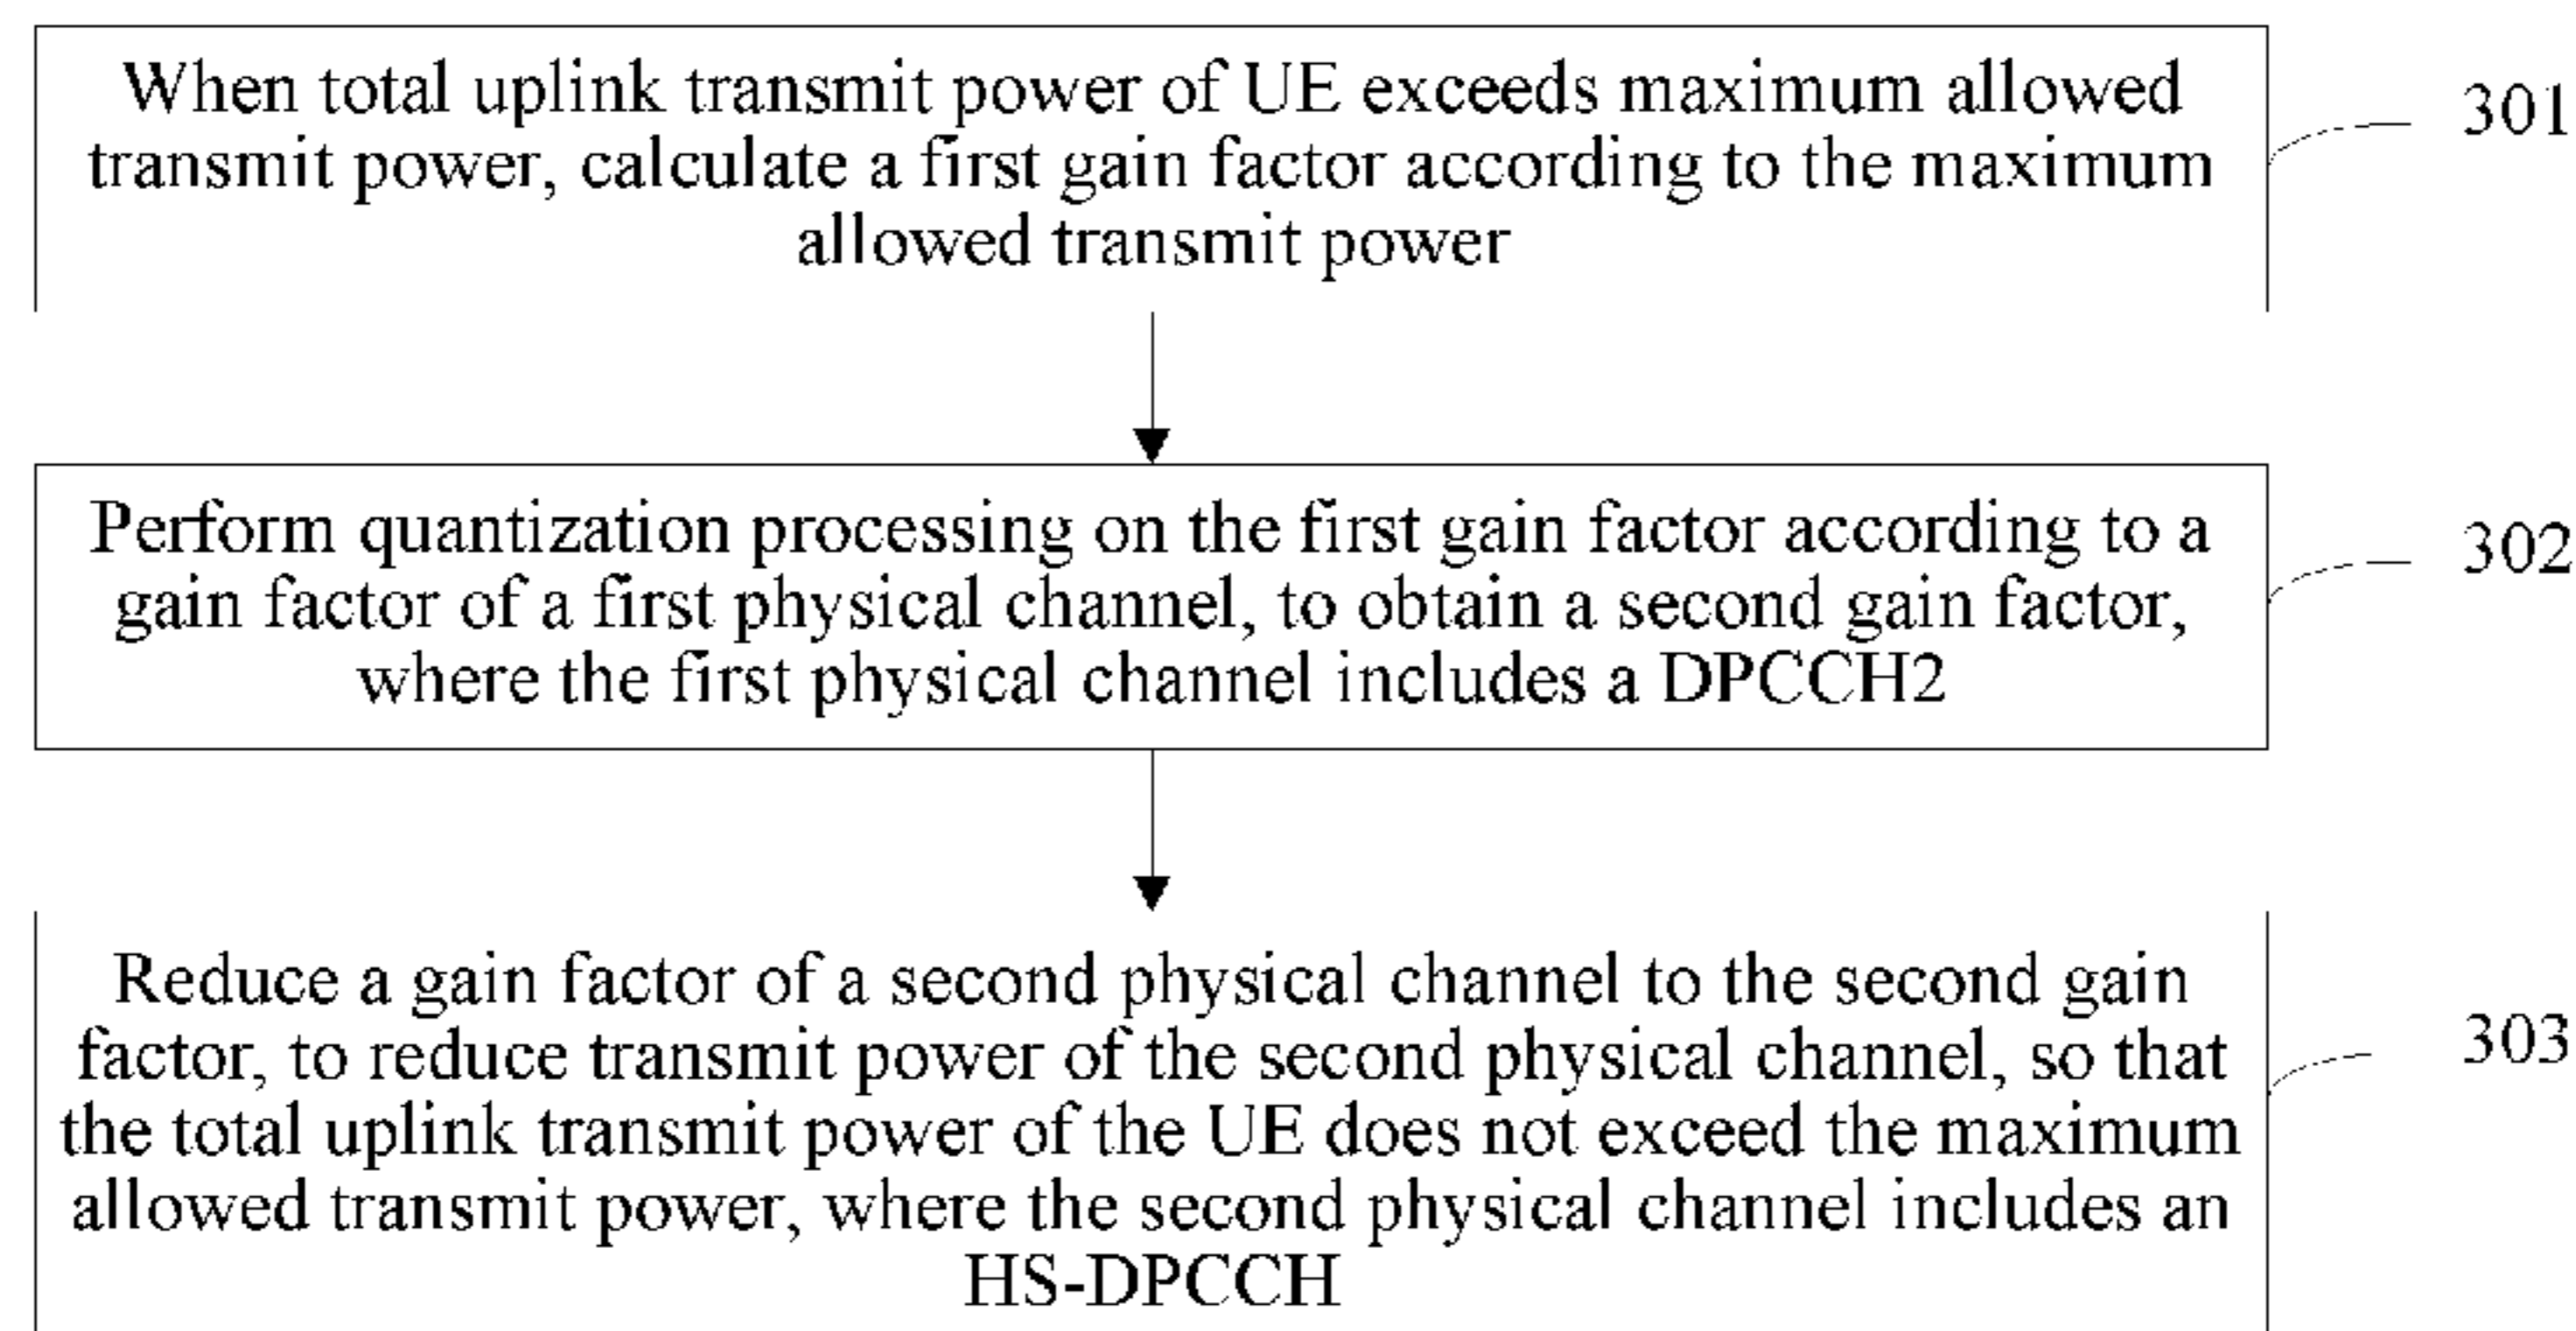 When total uplink transmit power of UE exceeds maximum allowed
transmit power, calculate a first gain factor according to the maximum
allowed transmit power
301
Perform quantization processing on the first gain factor according to a
gain factor of a first physical channel, to obtain a second gain factor,
where the first physical channel includes a DPCCH2
302
Reduce a gain factor of a second physical channel to the second gain
factor, to reduce transmit power of the second physical channel, so that
the total uplink transmit power of the UE does not exceed the maximum
allowed transmit power, where the second physical channel includes an
HS-DPCCH
303